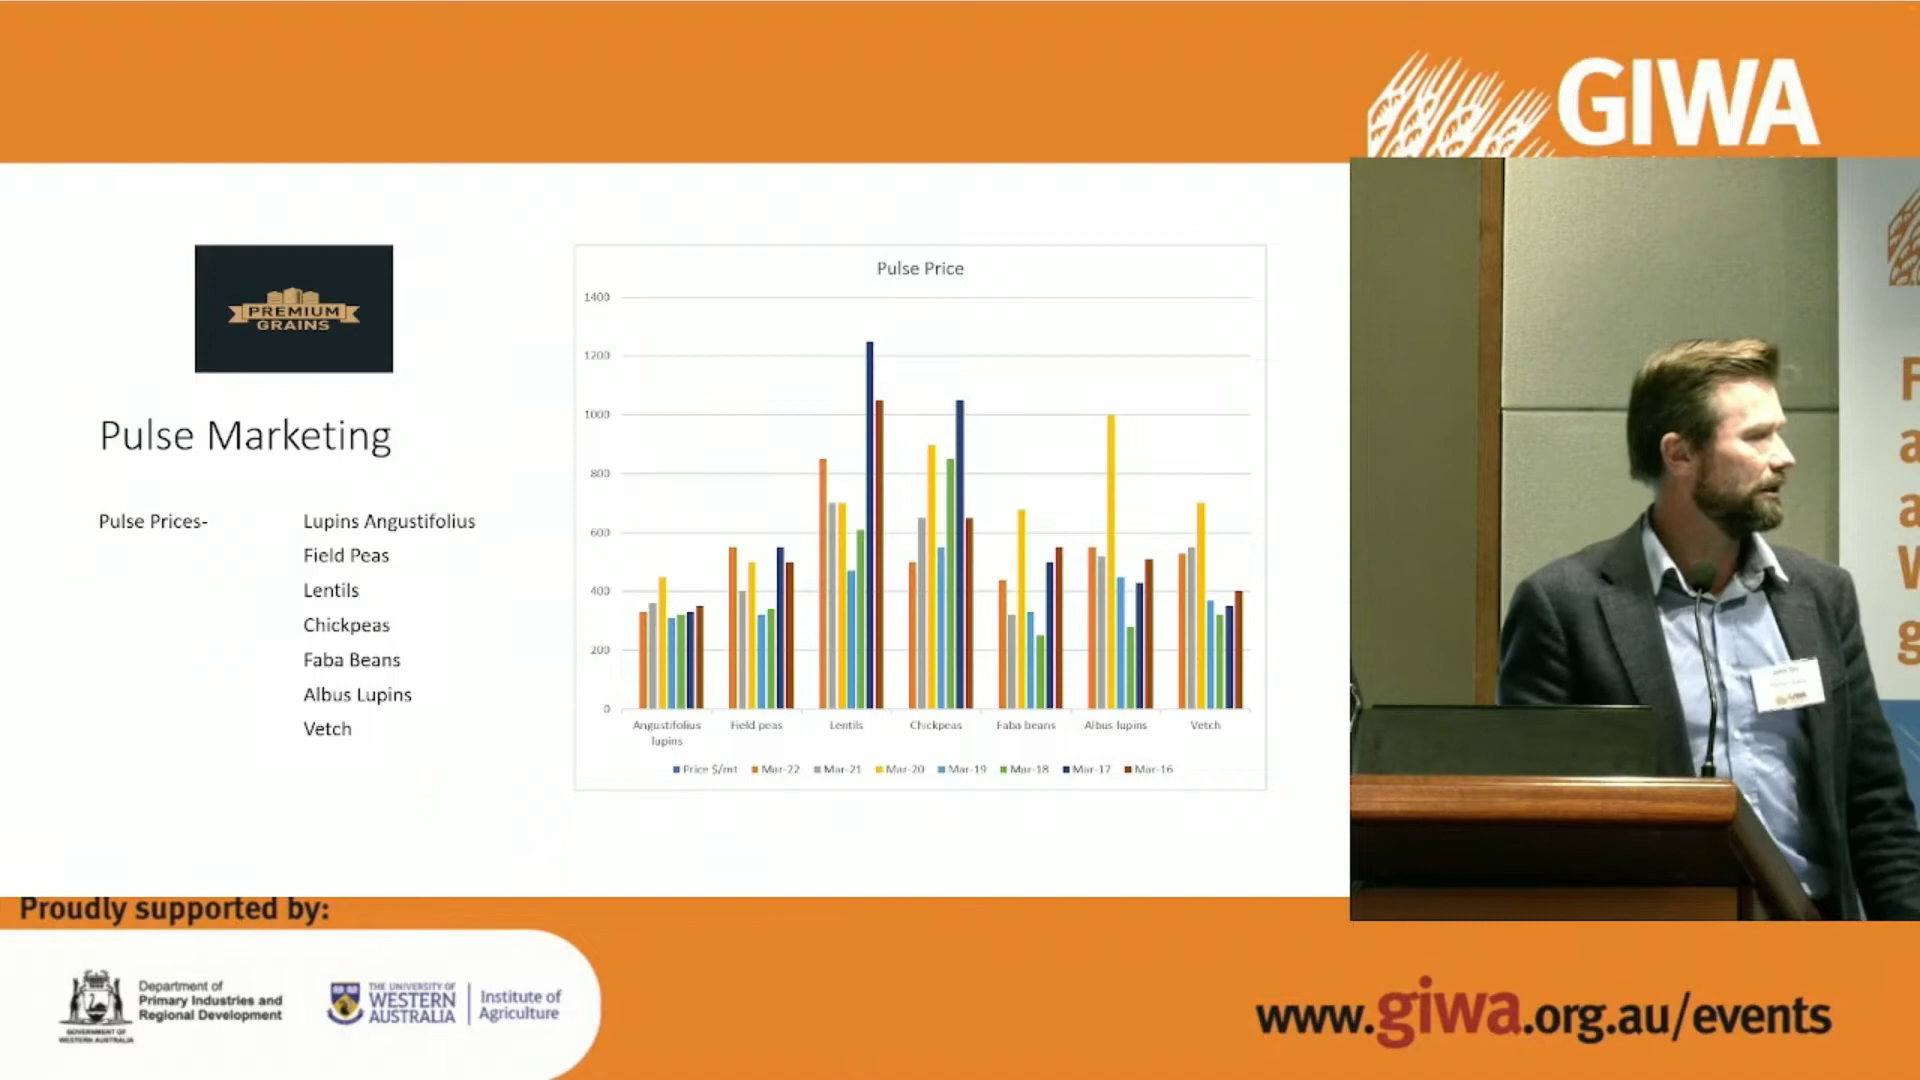 GIWA
PREMIUM
GRAINS
Pulse Marketing
Pulse Prices-
Lupins Angustifolius
Field Peas
Lentils
Chickpeas
Faba Beans
Albus Lupins
Vetch
Pulse Price
1400
1200
1000
800
600
400
200
0
Angustifolius
lupins
Field peas
Lentils
Chickpeas
Faba beans
Albus lupins
Vetch
Price $/mt Mar-22 Mar-21 Mar-20 Mar-19 Mar-18 Mar-17 Mar-16
F
a
a
W
g
Proudly supported by:
GOVERNMENT OF
WESTERN AUSTRALIA
Department of
Primary Industries and
Regional Development
THE UNIVERSITY OF
WESTERN
AUSTRALIA
Institute of
Agriculture
www.giwa.org.au/events